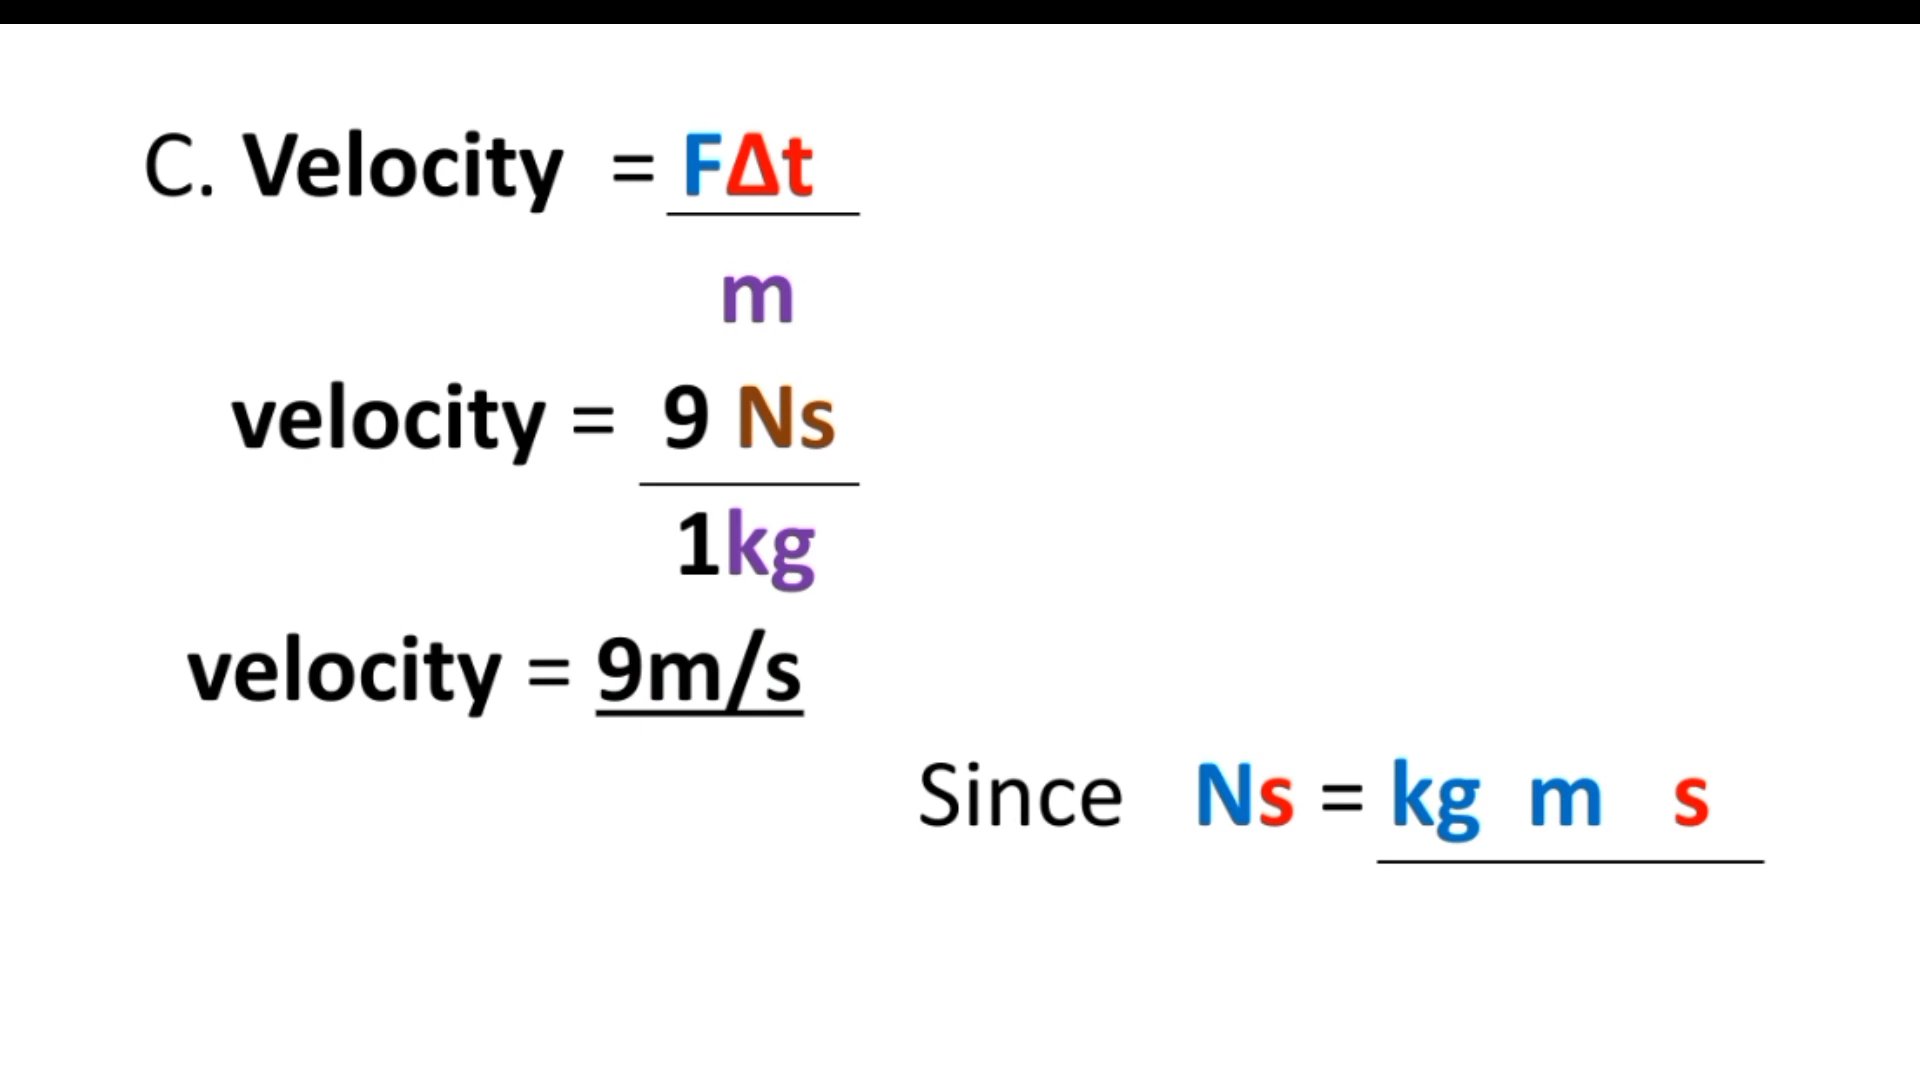 C. Velocity = FΔt
m
velocity = 9 Ns
1kg
velocity = 9m/s
Since Ns = kg m s